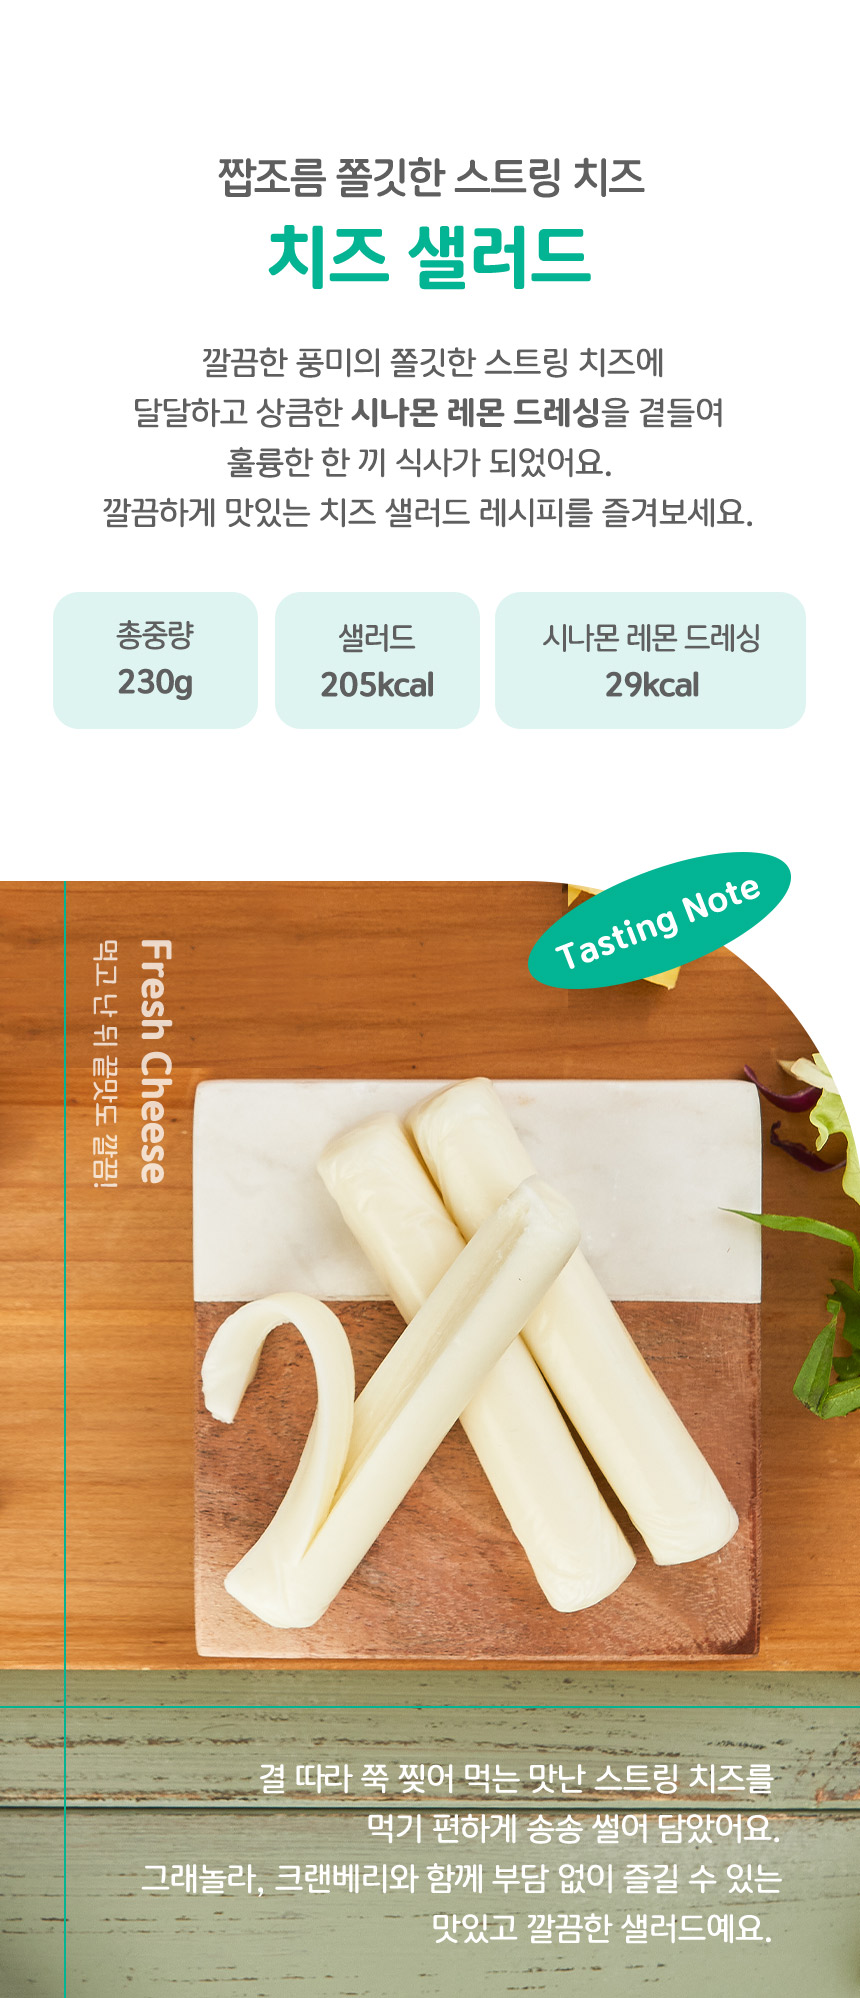 짭조름 쫄깃한 스트링 치즈
치즈 샐러드
깔끔한 풍미의 쫄깃한 스트링 치즈에
달달하고 상큼한 시나몬 레몬 드레싱을 곁들여
훌륭한 한 끼 식사가 되었어요.
깔끔하게 맛있는 치즈 샐러드 레시피를 즐겨보세요.
총중량
230g
샐러드
205kcal
시나몬 레몬 드레싱
29kcal
Tasting Note
Fresh Cheese
먹고 난 뒤 끝맛도 깔끔!
결 따라 쭉 찢어 먹는 맛난 스트링 치즈를
먹기 편하게 송송 썰어 담았어요.
그래놀라, 크랜베리와 함께 부담 없이 즐길 수 있는
맛있고 깔끔한 샐러드예요.